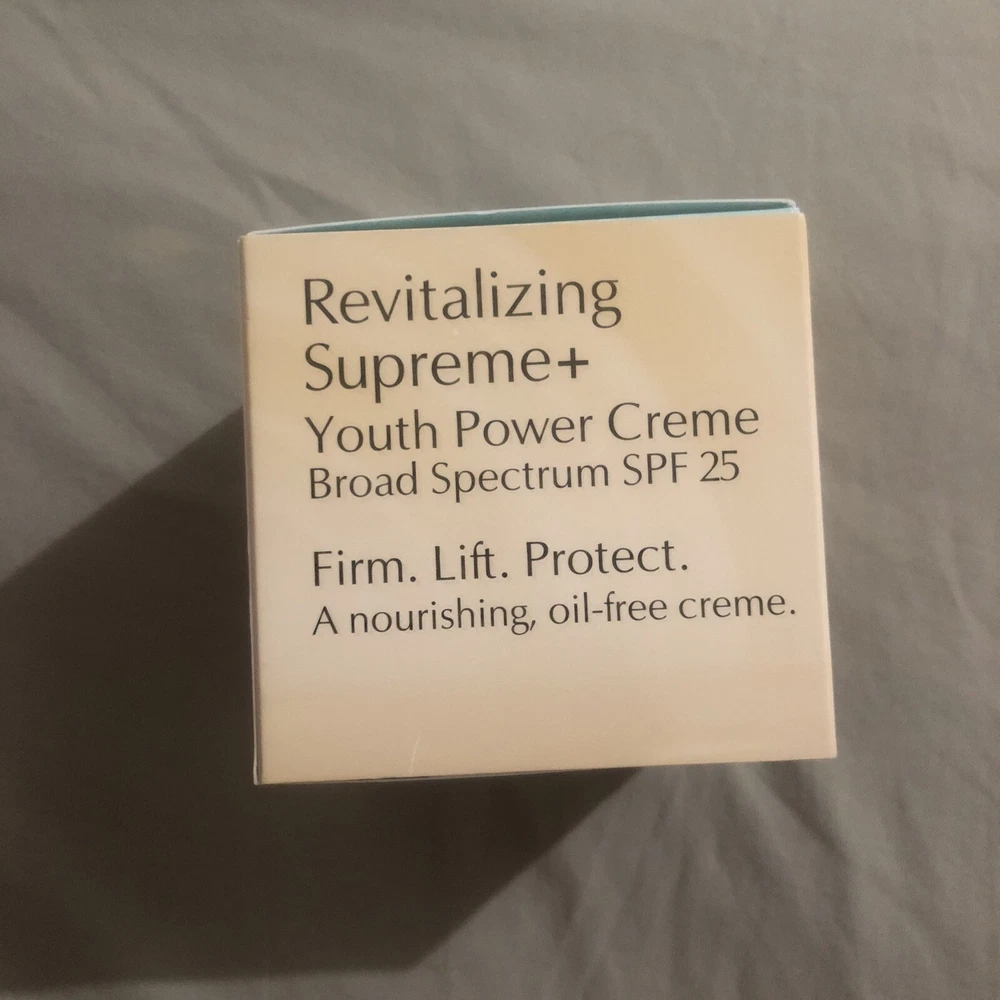 Revitalizing
Supreme+
Youth Power Creme
Broad Spectrum SPF 25
Firm. Lift. Protect.
A nourishing, oil-free creme.